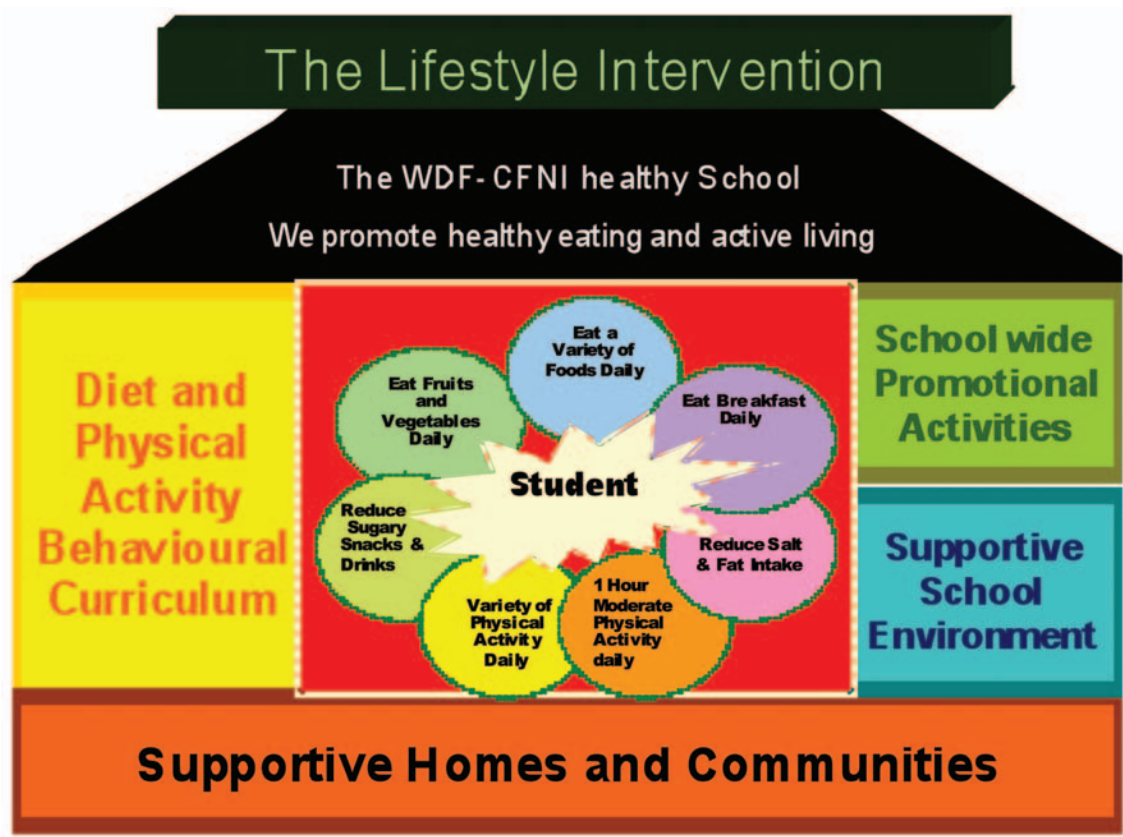 The Lifestyle Intervention
The WDF- CFNI healthy School
We promote healthy eating and active living
Diet and
Physical
Activity
Behavioural
Curriculum
Eat a
Variety of
Foods Daily
Eat Fruits
and
Vegetables
Daily
Eat Breakfast
Daily
Student
Reduce
Sugary
Snacks &
Drinks
Reduce Salt
& Fat Intake
Variety of
Physical
Activity
Daily
1 Hour
Moderate
Physical
Activity
daily
School wide
Promotional
Activities
Supportive
School
Environment
Supportive Homes and Communities